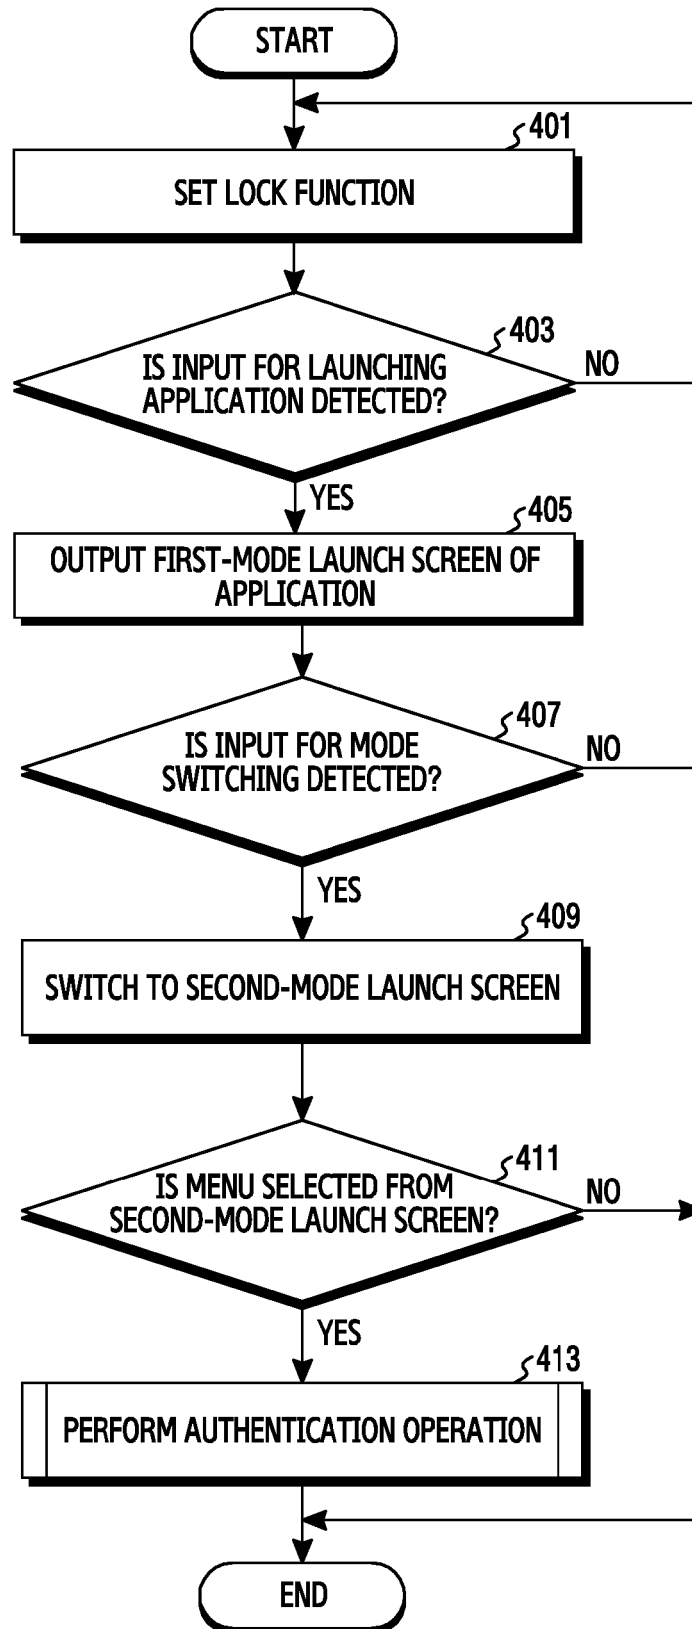 START
401
SET LOCK FUNCTION
403
IS INPUT FOR LAUNCHING
APPLICATION DETECTED?
NO
YES
405
OUTPUT FIRST-MODE LAUNCH SCREEN OF
APPLICATION
407
IS INPUT FOR MODE
SWITCHING DETECTED?
NO
YES
409
SWITCH TO SECOND-MODE LAUNCH SCREEN
411
IS MENU SELECTED FROM
SECOND-MODE LAUNCH SCREEN?
NO
YES
413
PERFORM AUTHENTICATION OPERATION
END